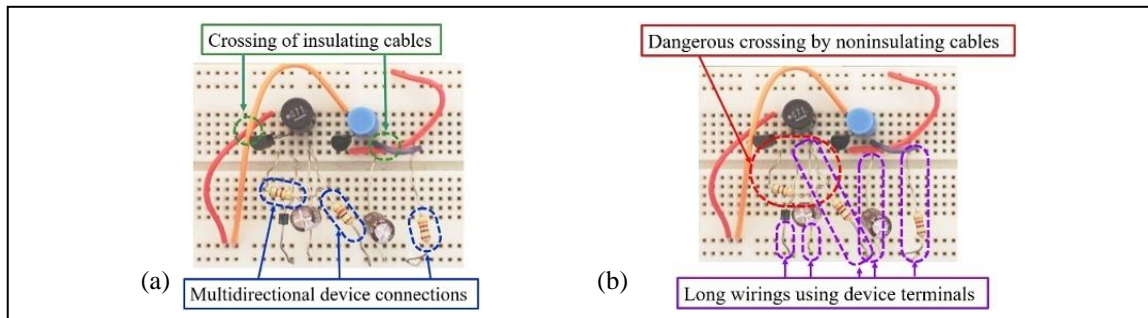 Crossing of insulating cables
Dangerous crossing by noninsulating cables
(a)
Multidirectional device connections
(b)
Long wirings using device terminals